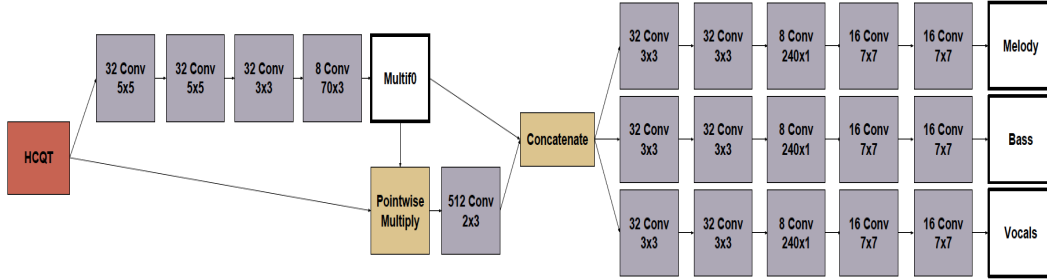 HCQT
32 Conv
5x5
32 Conv
5x5
32 Conv
3x3
8 Conv
70x3
Multif0
Pointwise
Multiply
512 Conv
2x3
Concatenate
32 Conv
3x3
32 Conv
3x3
8 Conv
240x1
16 Conv
7x7
16 Conv
7x7
Melody
32 Conv
3x3
32 Conv
3x3
8 Conv
240x1
16 Conv
7x7
16 Conv
7x7
Bass
32 Conv
3x3
32 Conv
3x3
8 Conv
240x1
16 Conv
7x7
16 Conv
7x7
Vocals